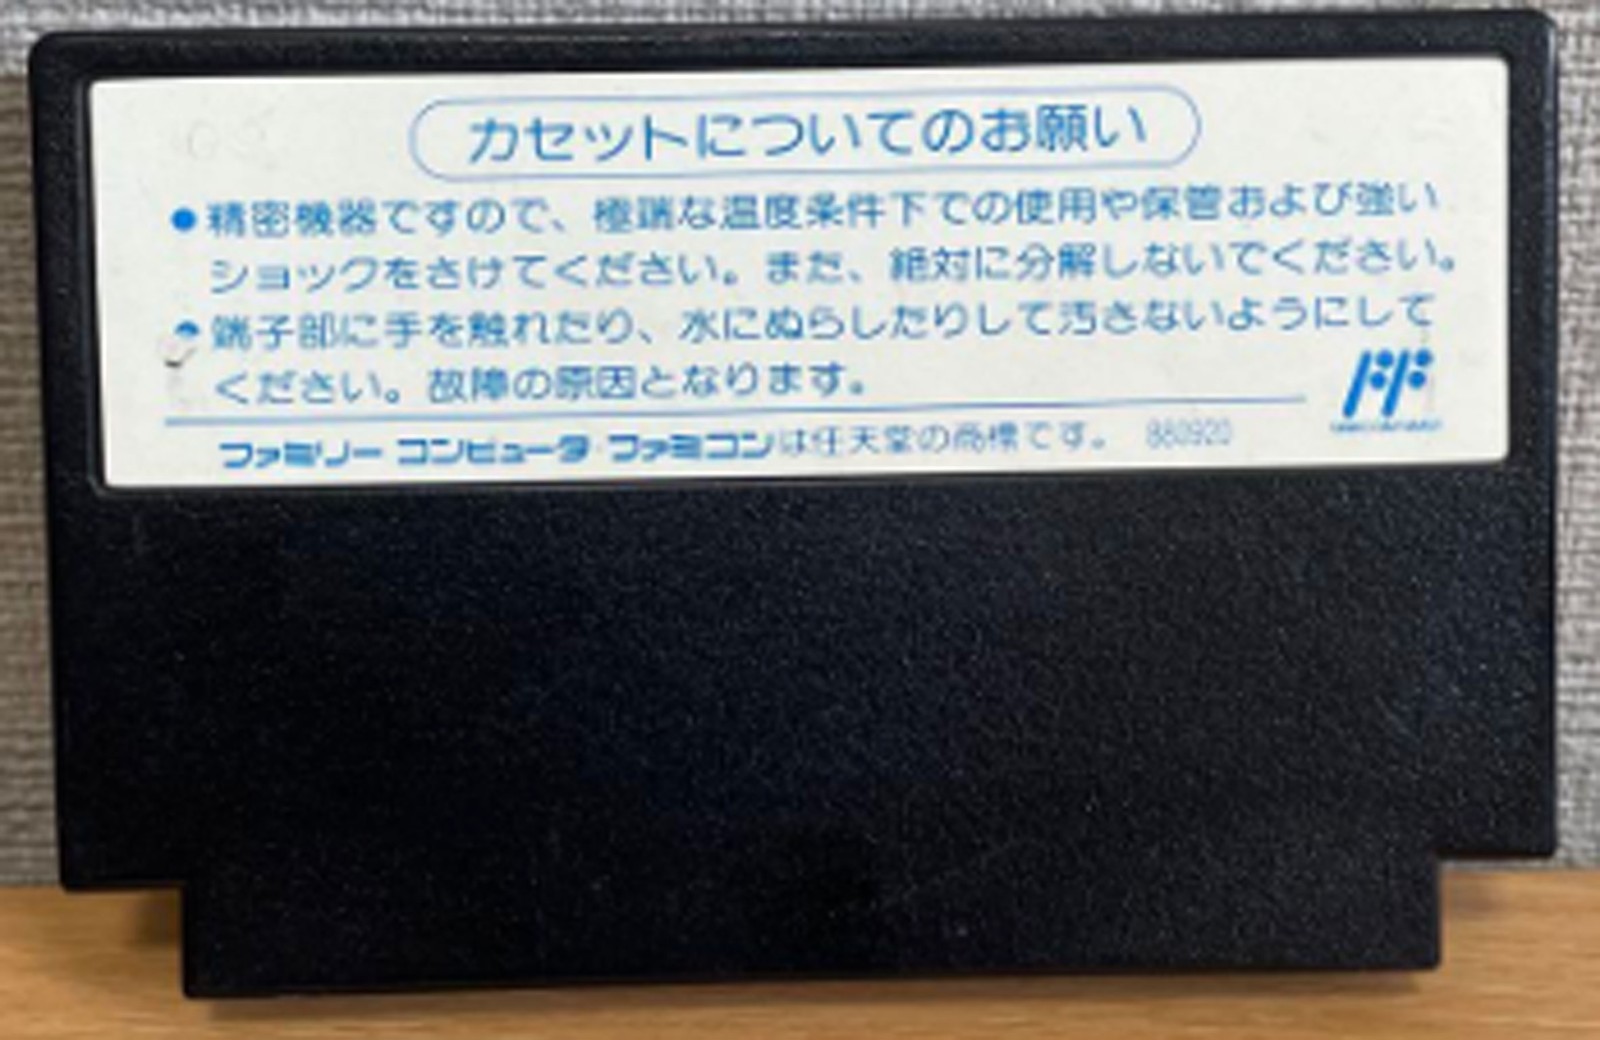 カセットについてのお願い
●精密機器ですので、極端な温度条件下での使用や保管および強い
ショックをさけてください。また、絶対に分解しないでください。
●端子部に手を触れたり、水にぬらしたりして汚さないようにして
ください。故障の原因となります。
ファミリーコンピュータ・ファミコンは任天堂の商標です。 880920